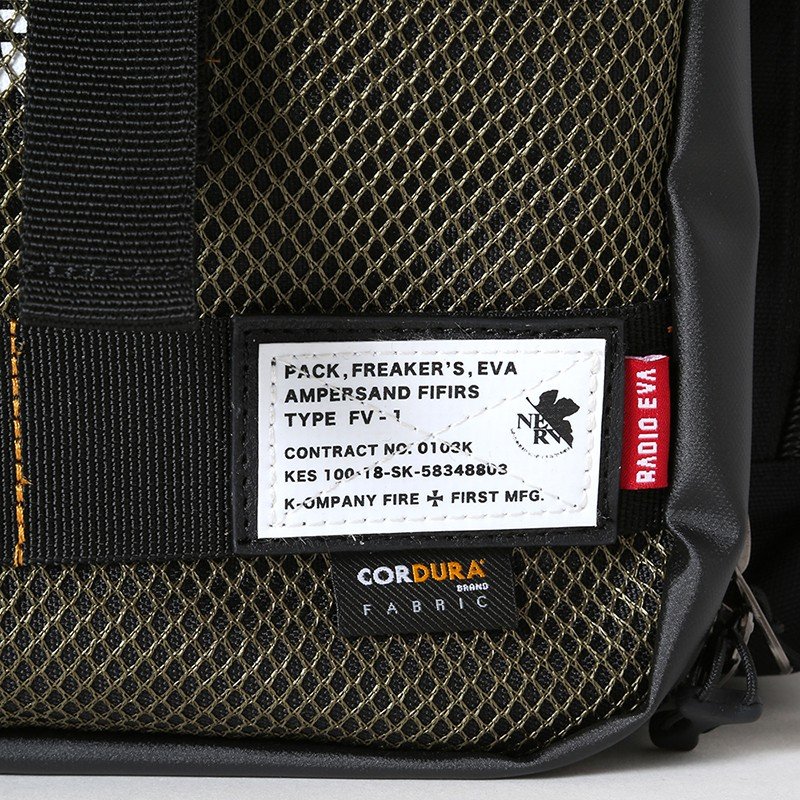 PACK, FREAKER'S, EVA
AMPERSAND FIFIRS
TYPE FV-1
CONTRACT NO. 0103K
KES 100-18-SK-58348803
K-OMPANY FIRE ✠ FIRST MFG.
NERV
RADIO EVA
CORDURA
BRAND
FABRIC